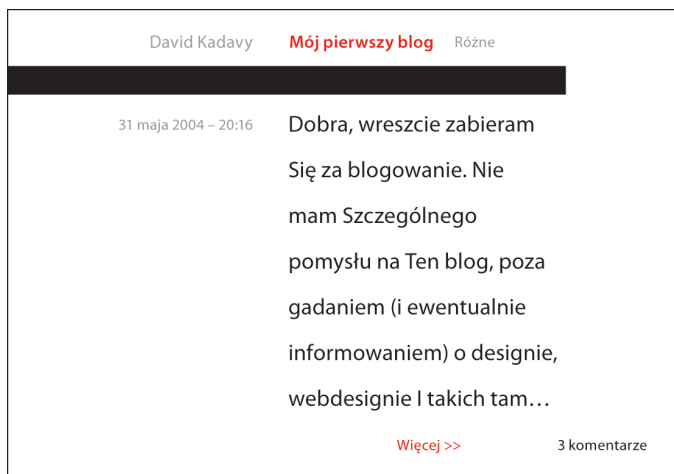 David Kadavy Mój pierwszy blog Różne
31 maja 2004 – 20:16 Dobra, wreszcie zabieram
Się za blogowanie. Nie
mam Szczególnego
pomysłu na Ten blog, poza
gadaniem (i ewentualnie
informowaniem) o designie,
webdesignie I takich tam…
Więcej >> 3 komentarze